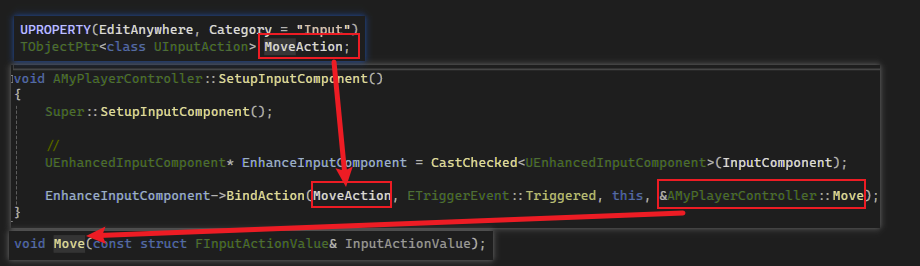 UPROPERTY(EditAnywhere, Category = "Input")
TObjectPtr<class UInputAction> MoveAction;
void AMyPlayerController::SetupInputComponent()
{
Super::SetupInputComponent();
//
UEnhancedInputComponent* EnhanceInputComponent = CastChecked<UEnhancedInputComponent>(InputComponent);
EnhanceInputComponent->BindAction(MoveAction, ETriggerEvent::Triggered, this, &AMyPlayerController::Move);
}
void Move(const struct FInputActionValue& InputActionValue);